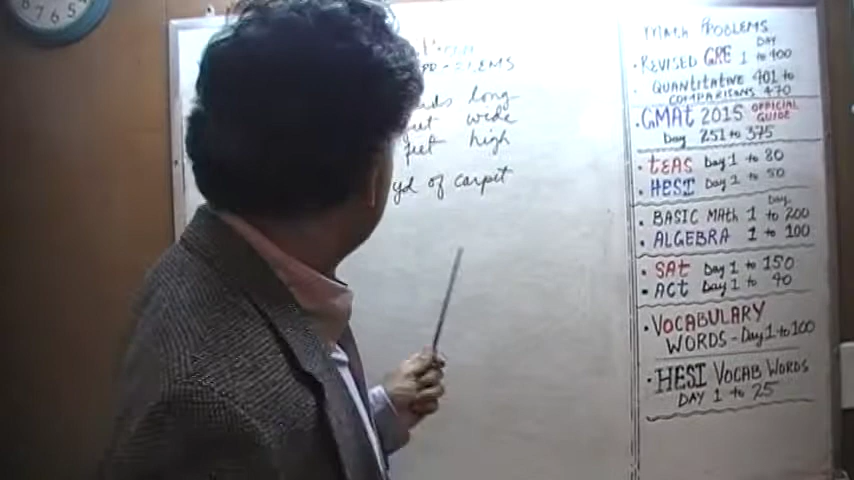 long
wide
feet high
yd of carpet
MATH PROBLEMS
DAY
• REVISED GRE 1 to 400
QUANTITATIVE 401 to
COMPARISONS 470
• GMAT 2015 OFFICIAL GUIDE
Day 251 to 375
• TEAS Day 1 to 80
• HESI Day 1 to 50
Day
• BASIC MATH 1 to 200
• ALGEBRA 1 to 100
• SAT Day 1 to 150
• ACT Day 1 to 40
• VOCABULARY
WORDS - Day 1 to 100
• HESI VOCAB WORDS
DAY 1 to 25
7 6 5